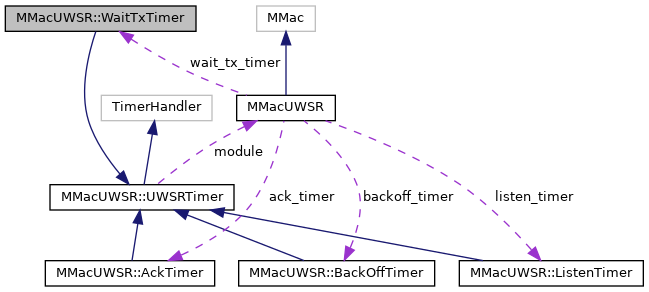 MMacUWSR::WaitTxTimer
MMac
wait_tx_timer
TimerHandler
MMacUWSR
module
MMacUWSR::UWSRTimer
ack_timer
backoff_timer
listen_timer
MMacUWSR::AckTimer
MMacUWSR::BackOffTimer
MMacUWSR::ListenTimer